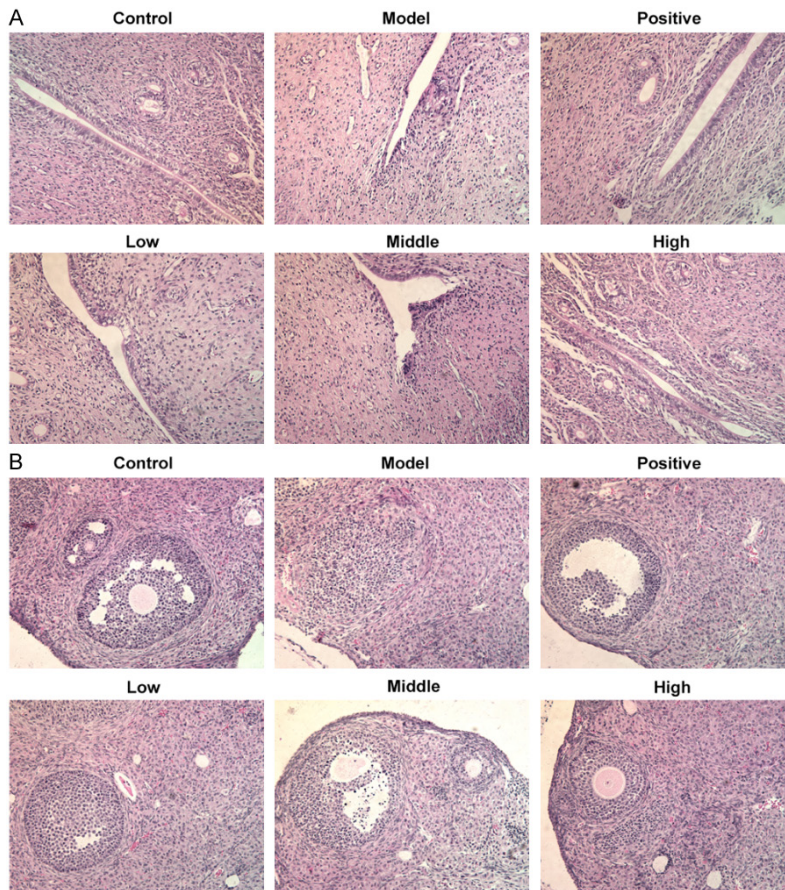 A
Control Model Positive
Low Middle High
B
Control Model Positive
Low Middle High